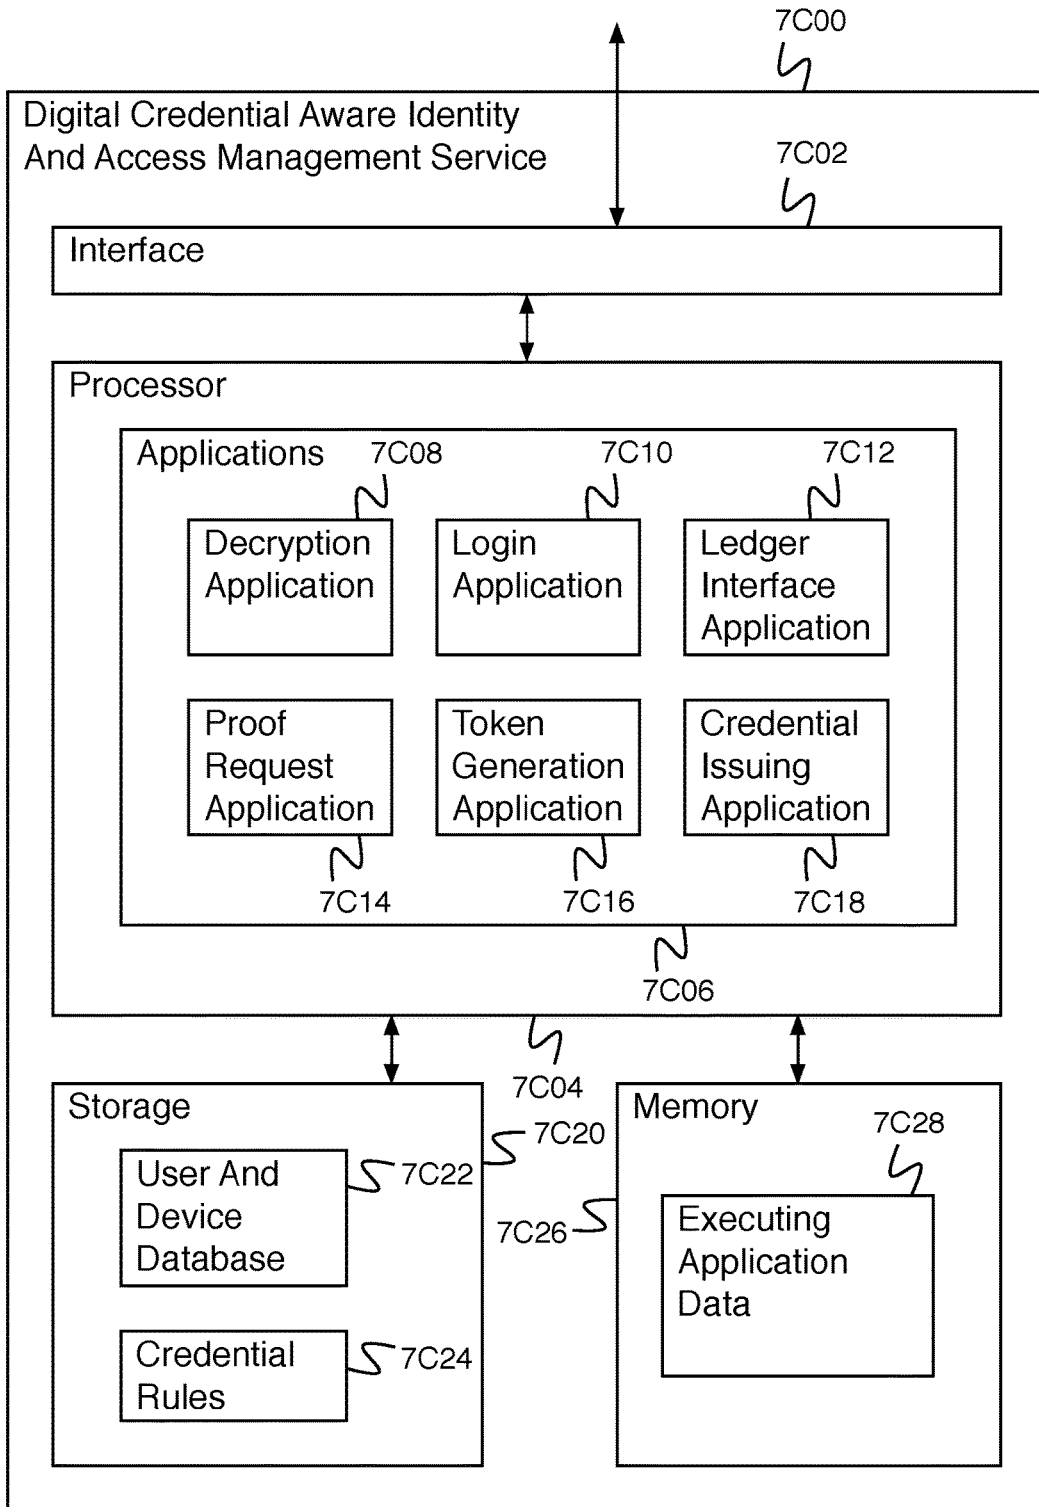 7C00
Digital Credential Aware Identity
And Access Management Service
7C02
Interface
Processor
Applications
7C08
7C10
7C12
Decryption
Application
Login
Application
Ledger
Interface
Application
Proof
Request
Application
Token
Generation
Application
Credential
Issuing
Application
7C14
7C16
7C18
7C06
7C04
Storage
7C20
User And
Device
Database
7C22
Credential
Rules
7C24
Memory
7C28
7C26
Executing
Application
Data